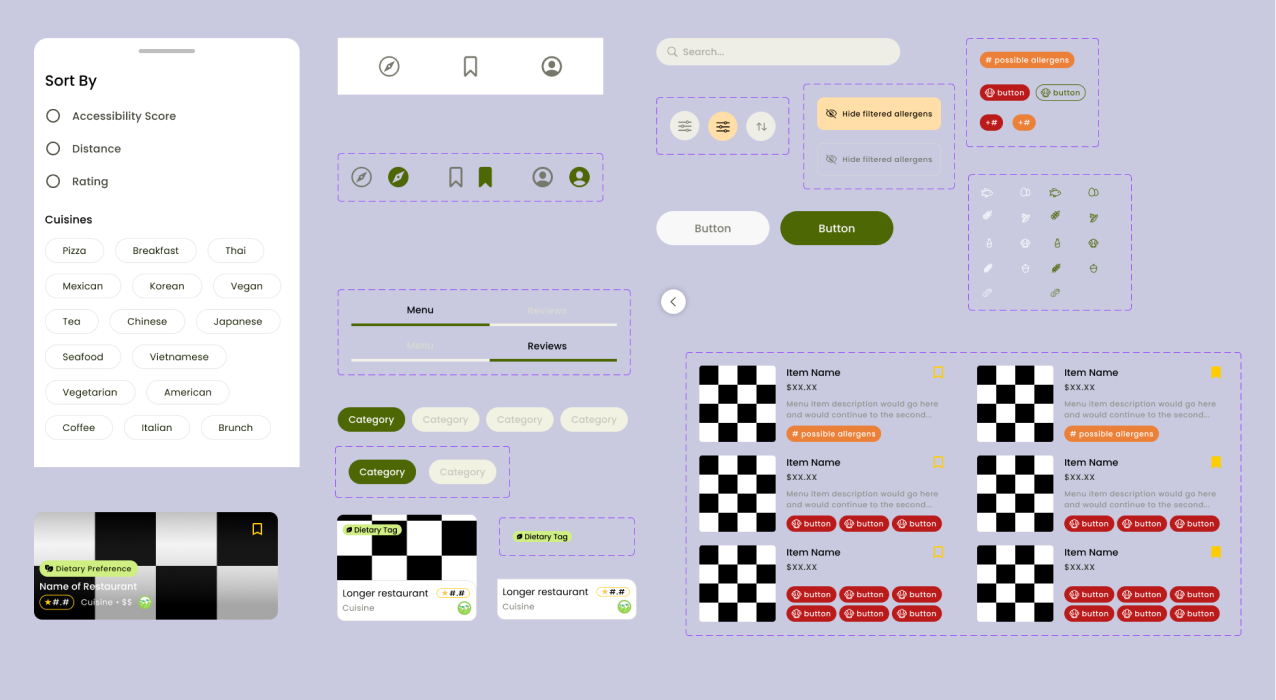 Sort By
Accessibility Score
Distance
Rating
Cuisines
Pizza Breakfast Thai
Mexican Korean Vegan
Tea Chinese Japanese
Seafood Vietnamese
Vegetarian American
Coffee Italian Brunch
Dietary Preference
Name of Restaurant
★#.# Cuisine • $$
Menu Reviews
Menu Reviews
Category Category Category Category
Category Category
Dietary Tag
Longer restaurant ★#.#
Cuisine
Dietary Tag
Longer restaurant ★#.#
Cuisine
Search...
Hide filtered allergens
Hide filtered allergens
Button Button
# possible allergens
button button
+# +#
Item Name
$XX.XX
Menu item description would go here
and would continue to the second...
# possible allergens
Item Name
$XX.XX
Menu item description would go here
and would continue to the second...
# possible allergens
Item Name
$XX.XX
Menu item description would go here
and would continue to the second...
button button button
Item Name
$XX.XX
Menu item description would go here
and would continue to the second...
button button button
Item Name
$XX.XX
button button button
button button button
Item Name
$XX.XX
button button button
button button button